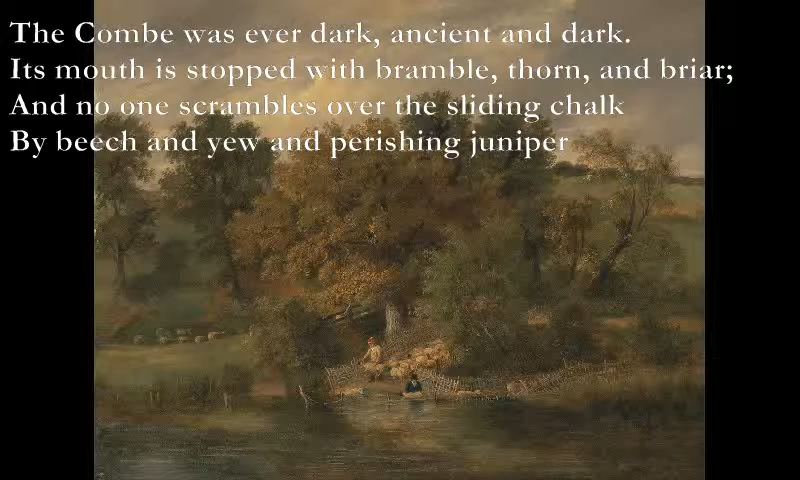 The Combe was ever dark, ancient and dark.
Its mouth is stopped with bramble, thorn, and briar;
And no one scrambles over the sliding chalk
By beech and yew and perishing juniper